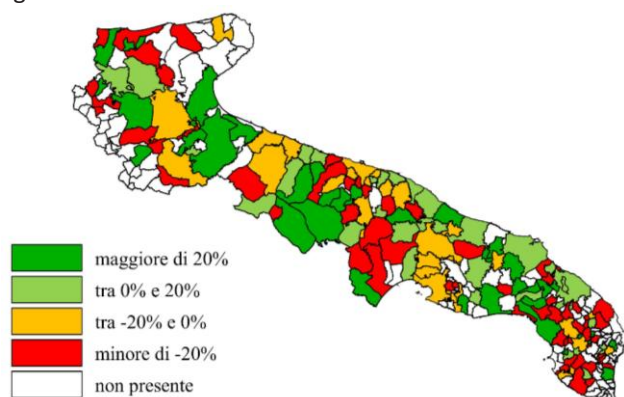 maggiore di 20%
tra 0% e 20%
tra -20% e 0%
minore di -20%
non presente